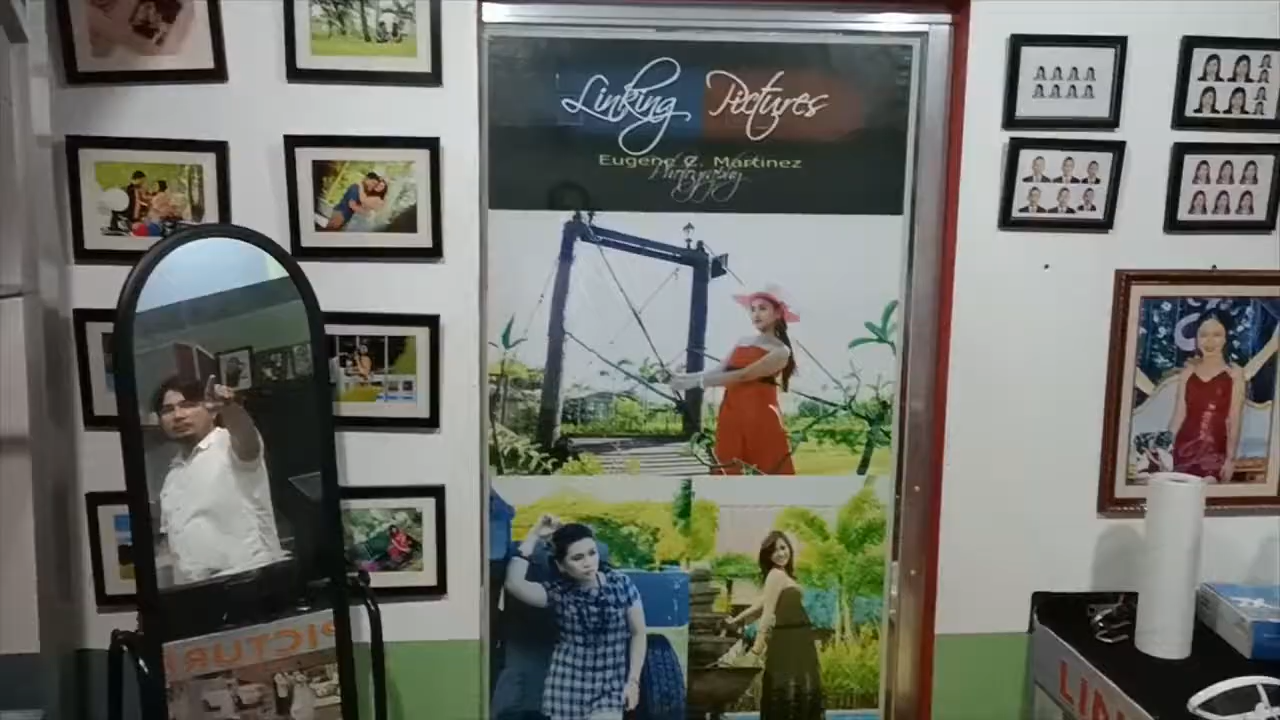 Linking Pictures
Eugene C. Martinez
Photography
PICTUR
LIN